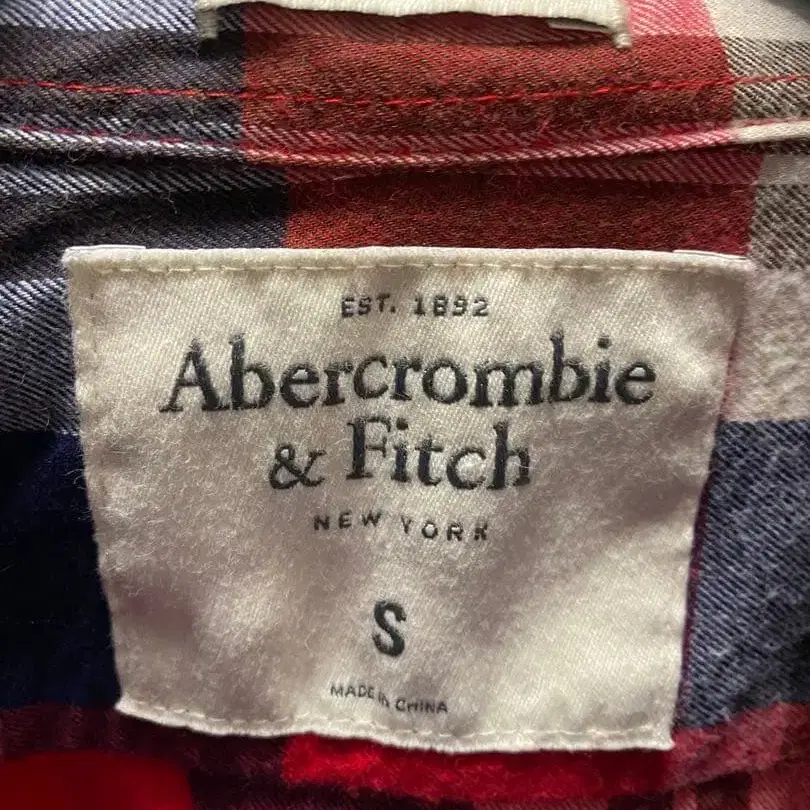 EST. 1892
Abercrombie
& Fitch
NEW YORK
S
MADE in CHINA